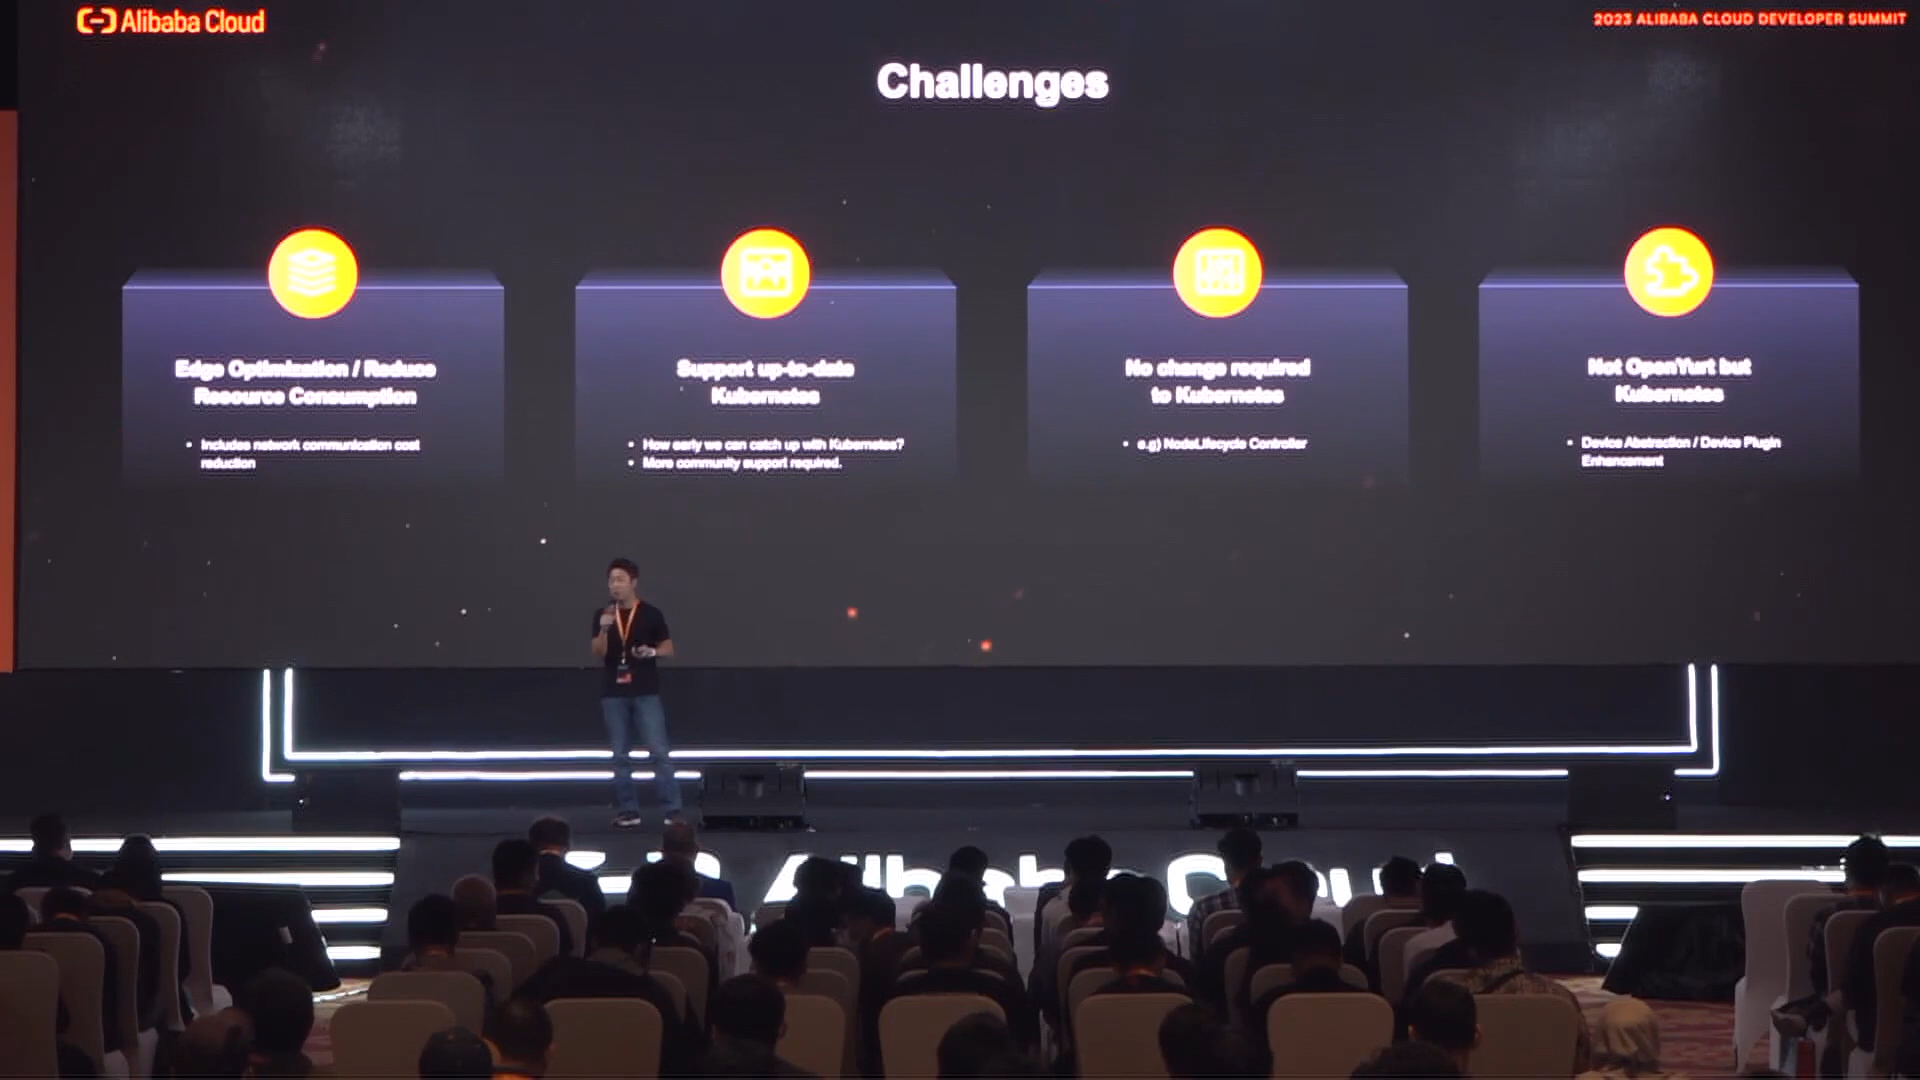 Alibaba Cloud
2023 ALIBABA CLOUD DEVELOPER SUMMIT
Challenges
Edge Optimization / Reduce
Resource Consumption
• Includes network communication cost
reduction
Support up-to-date
Kubernetes
• How early we can catch up with Kubernetes?
• More community support required.
No change required
to Kubernetes
• e.g) NodeLifecycle Controller
Not OpenYurt but
Kubernetes
• Device Abstraction / Device Plugin
Enhancement
Alibaba Cloud